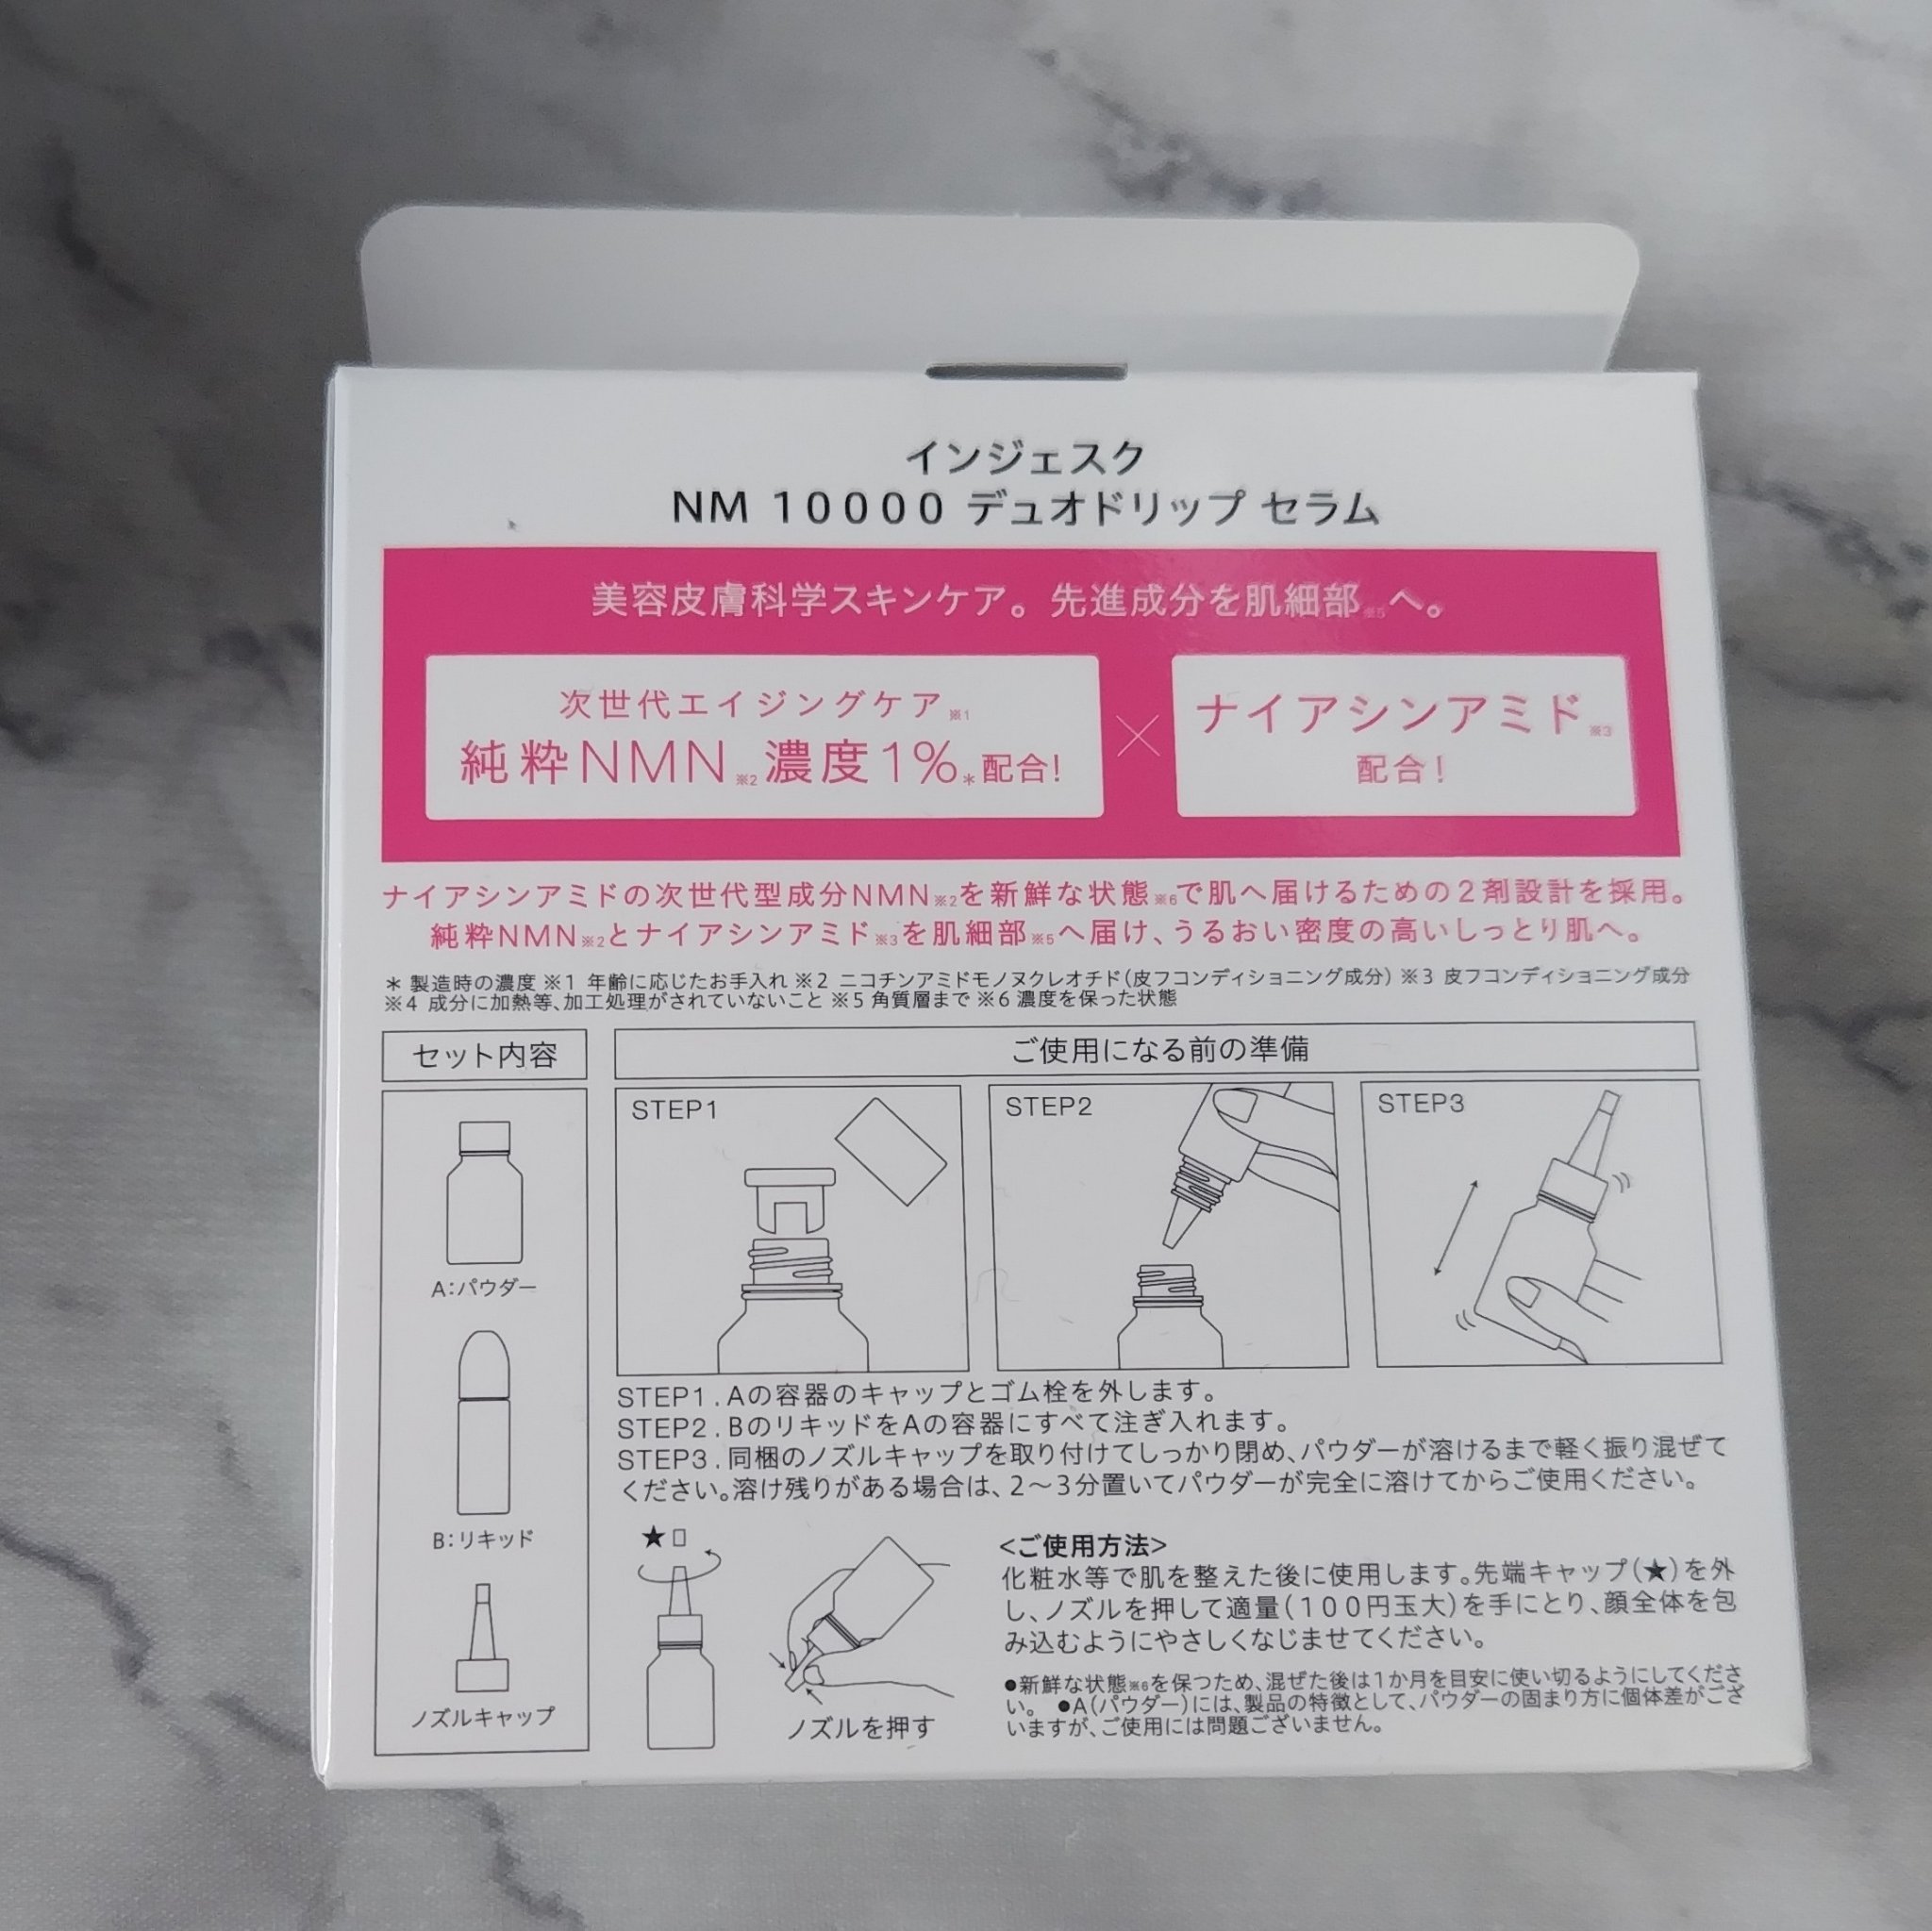 インジェスク
NM 10000 デュオドリップ セラム
美容皮膚科学スキンケア。先進成分を肌細部※5へ。
次世代エイジングケア※1
純粋NMN※2濃度1%*配合!
×
ナイアシンアミド※3
配合!
ナイアシンアミドの次世代型成分NMN※2を新鮮な状態※6で肌へ届けるための2剤設計を採用。
純粋NMN※2とナイアシンアミド※3を肌細部※5へ届け、うるおい密度の高いしっとり肌へ。
* 製造時の濃度 ※1 年齢に応じたお手入れ ※2 ニコチンアミドモノヌクレオチド(皮フコンディショニング成分) ※3 皮フコンディショニング成分
※4 成分に加熱等、加工処理がされていないこと ※5 角質層まで ※6 濃度を保った状態
セット内容
A:パウダー
B:リキッド
ノズルキャップ
ご使用になる前の準備
STEP1
STEP2
STEP3
STEP1.Aの容器のキャップとゴム栓を外します。
STEP2.BのリキッドをAの容器にすべて注ぎ入れます。
STEP3.同梱のノズルキャップを取り付けてしっかり閉め、パウダーが溶けるまで軽く振り混ぜて
ください。溶け残りがある場合は、2〜3分置いてパウダーが完全に溶けてからご使用ください。
★
ノズルを押す
<ご使用方法>
化粧水等で肌を整えた後に使用します。先端キャップ(★)を外
し、ノズルを押して適量(100円玉大)を手にとり、顔全体を包
み込むようにやさしくなじませてください。
●新鮮な状態※6を保つため、混ぜた後は1か月を目安に使い切るようにしてくださ
い。 ●A(パウダー)には、製品の特徴として、パウダーの固まり方に個体差がござ
いますが、ご使用には問題ございません。